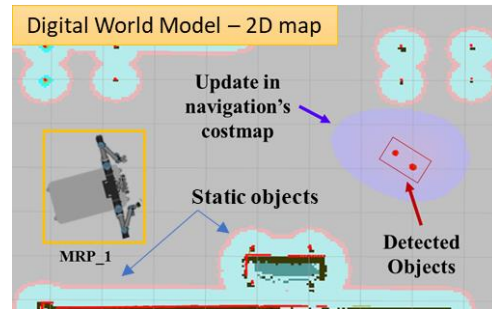 Digital World Model – 2D map
Update in
navigation's
costmap
Static objects
MRP_1
Detected
Objects